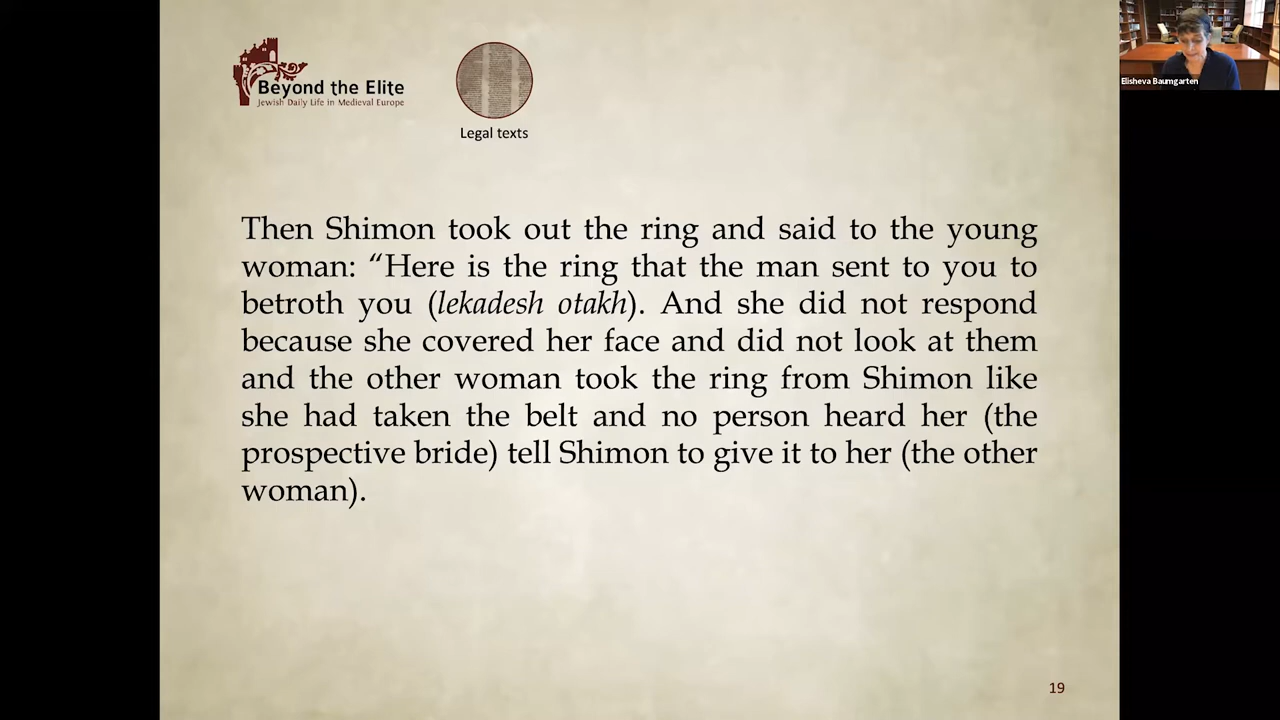 Beyond the Elite
Jewish Daily Life in Medieval Europe
Legal texts
Elisheva Baumgarten
Then Shimon took out the ring and said to the young
woman: “Here is the ring that the man sent to you to
betroth you (lekadesh otakh). And she did not respond
because she covered her face and did not look at them
and the other woman took the ring from Shimon like
she had taken the belt and no person heard her (the
prospective bride) tell Shimon to give it to her (the other
woman).
19